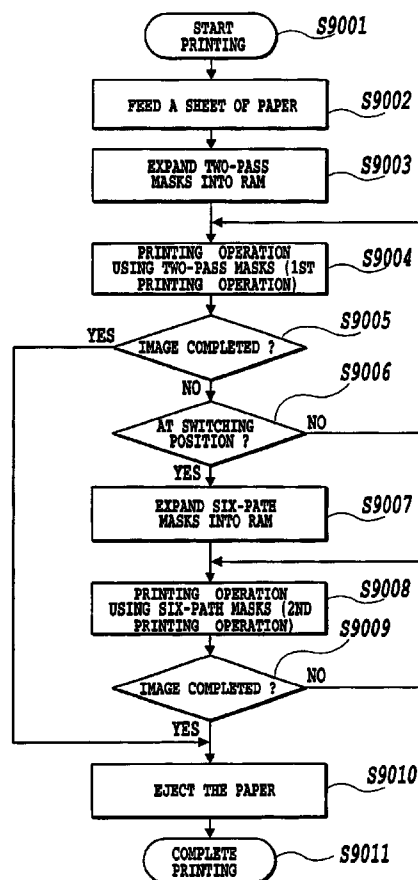 START
PRINTING
S9001
FEED A SHEET OF PAPER
S9002
EXPAND TWO-PASS
MASKS INTO RAM
S9003
PRINTING OPERATION
USING TWO-PASS MASKS (1ST
PRINTING OPERATION)
S9004
IMAGE COMPLETED ?
S9005
YES
NO
AT SWITCHING
POSITION ?
S9006
NO
YES
EXPAND SIX-PATH
MASKS INTO RAM
S9007
PRINTING OPERATION
USING SIX-PATH MASKS (2ND
PRINTING OPERATION)
S9008
IMAGE COMPLETED ?
S9009
NO
YES
EJECT THE PAPER
S9010
COMPLETE
PRINTING
S9011